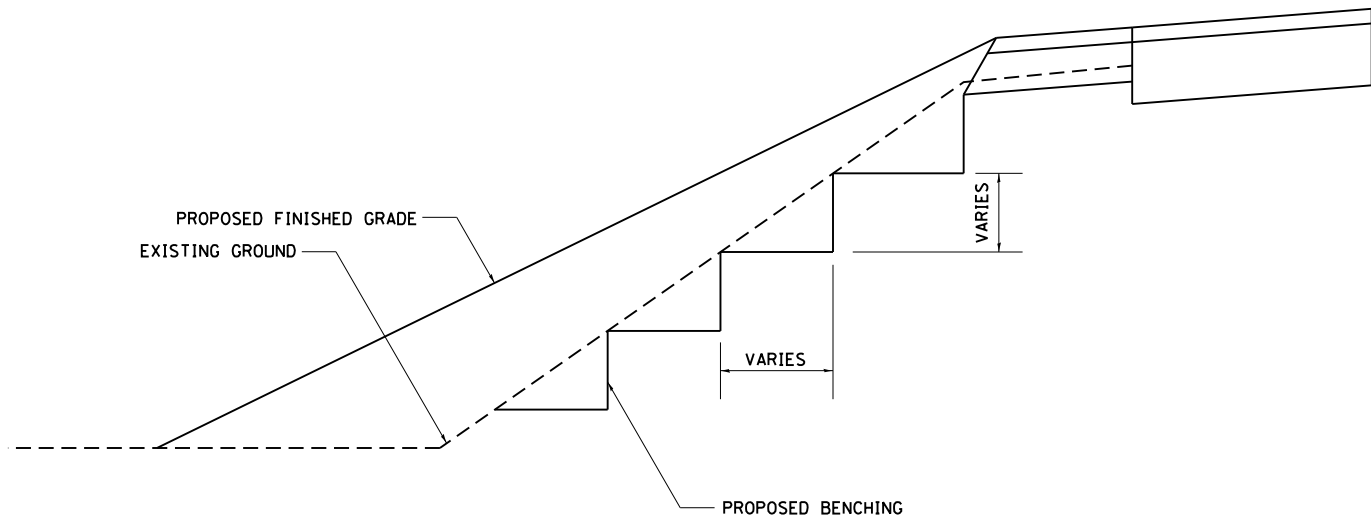 PROPOSED FINISHED GRADE
EXISTING GROUND
VARIES
VARIES
PROPOSED BENCHING